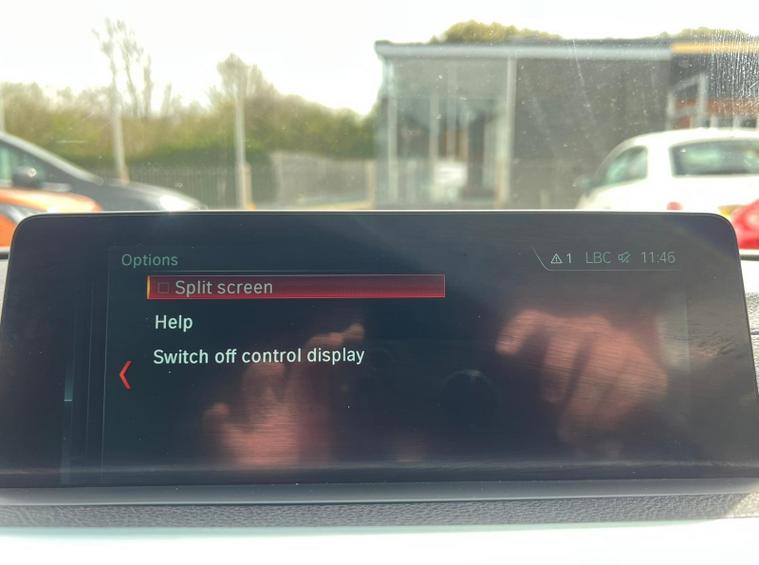 Options
⚠1 LBC 11:46
Split screen
Help
Switch off control display